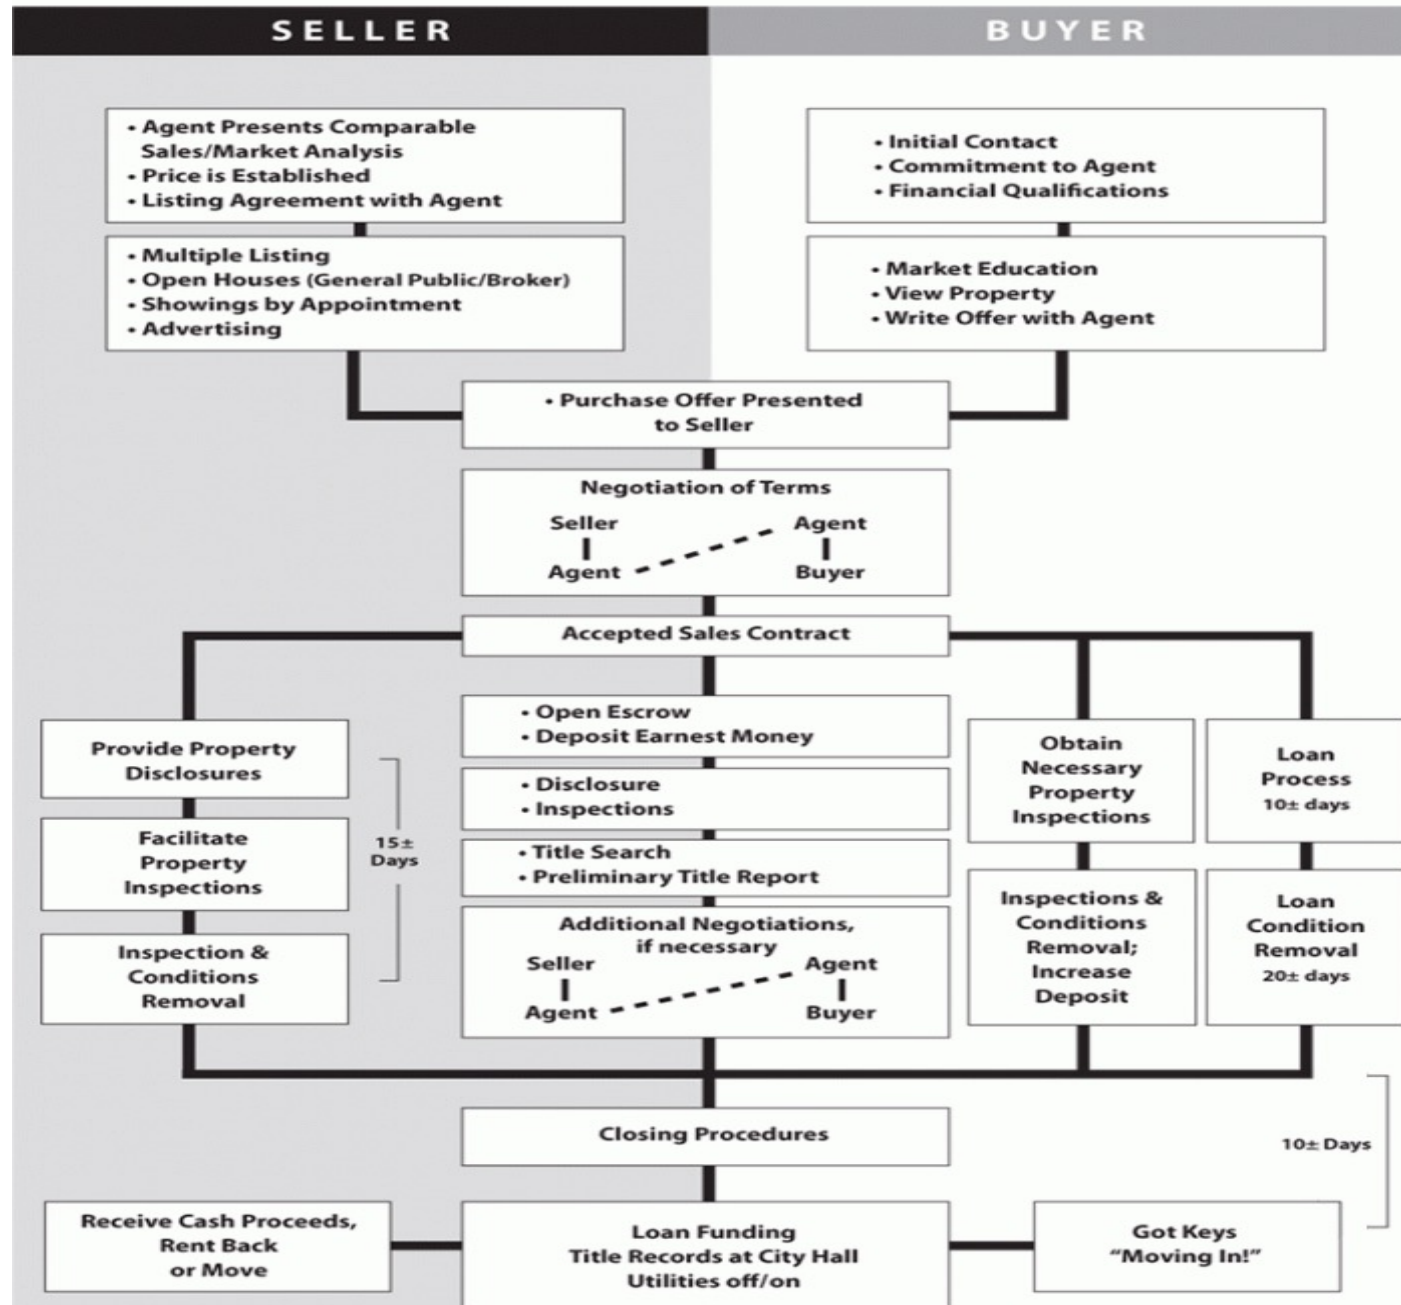 SELLER
BUYER
• Agent Presents Comparable
Sales/Market Analysis
• Price is Established
• Listing Agreement with Agent
• Initial Contact
• Commitment to Agent
• Financial Qualifications
• Multiple Listing
• Open Houses (General Public/Broker)
• Showings by Appointment
• Advertising
• Market Education
• View Property
• Write Offer with Agent
• Purchase Offer Presented
to Seller
Negotiation of Terms
Seller Agent
Agent Buyer
Accepted Sales Contract
Provide Property
Disclosures
Facilitate
Property
Inspections
Inspection &
Conditions
Removal
15±
Days
• Open Escrow
• Deposit Earnest Money
• Disclosure
• Inspections
• Title Search
• Preliminary Title Report
Additional Negotiations,
if necessary
Seller Agent
Agent Buyer
Obtain
Necessary
Property
Inspections
Inspections &
Conditions
Removal;
Increase
Deposit
Loan
Process
10± days
Loan
Condition
Removal
20± days
Closing Procedures
10± Days
Receive Cash Proceeds,
Rent Back
or Move
Loan Funding
Title Records at City Hall
Utilities off/on
Got Keys
“Moving In!”